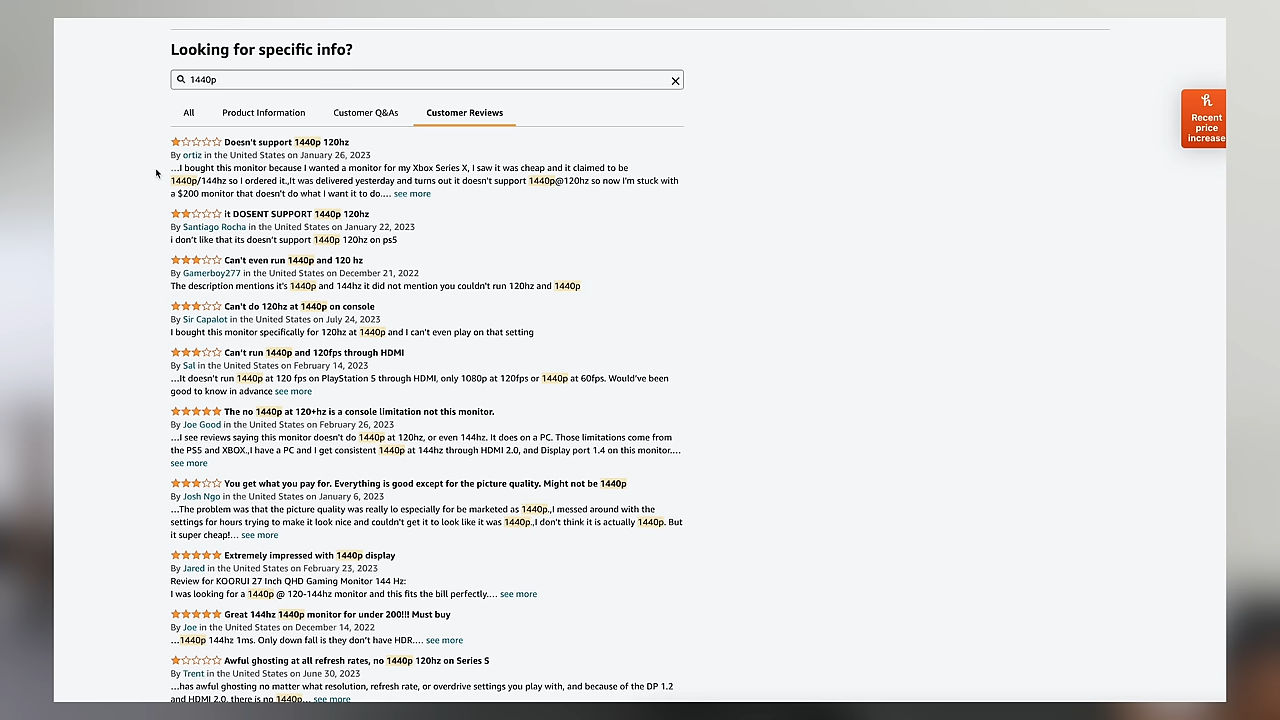 Looking for specific info?
1440p
All Product Information Customer Q&As Customer Reviews
Doesn't support 1440p 120hz
By ortiz in the United States on January 26, 2023
...I bought this monitor because I wanted a monitor for my Xbox Series X, I saw it was cheap and it claimed to be
1440p/144hz so I ordered it.,It was delivered yesterday and turns out it doesn't support 1440p@120hz so now I'm stuck with
a $200 monitor that doesn't do what I want it to do.... see more
it DOSENT SUPPORT 1440p 120hz
By Santiago Rocha in the United States on January 22, 2023
i don't like that its doesn't support 1440p 120hz on ps5
Can't even run 1440p and 120 hz
By Gamerboy277 in the United States on December 21, 2022
The description mentions it's 1440p and 144hz it did not mention you couldn't run 120hz and 1440p
Can't do 120hz at 1440p on console
By Sir Capalot in the United States on July 24, 2023
I bought this monitor specifically for 120hz at 1440p and I can't even play on that setting
Can't run 1440p and 120fps through HDMI
By Sal in the United States on February 14, 2023
...It doesn't run 1440p at 120 fps on PlayStation 5 through HDMI, only 1080p at 120fps or 1440p at 60fps. Would've been
good to know in advance see more
The no 1440p at 120+hz is a console limitation not this monitor.
By Joe Good in the United States on February 26, 2023
...I see reviews saying this monitor doesn't do 1440p at 120hz, or even 144hz. It does on a PC. Those limitations come from
the PS5 and XBOX.,I have a PC and I get consistent 1440p at 144hz through HDMI 2.0, and Display port 1.4 on this monitor....
see more
You get what you pay for. Everything is good except for the picture quality. Might not be 1440p
By Josh Ngo in the United States on January 6, 2023
...The problem was that the picture quality was really lo especially for be marketed as 1440p.,I messed around with the
settings for hours trying to make it look nice and couldn't get it to look like it was 1440p.,I don't think it is actually 1440p. But
it super cheap!... see more
Extremely impressed with 1440p display
By Jared in the United States on February 23, 2023
Review for KOORUI 27 Inch QHD Gaming Monitor 144 Hz:
I was looking for a 1440p @ 120-144hz monitor and this fits the bill perfectly.... see more
Great 144hz 1440p monitor for under 200!!! Must buy
By Joe in the United States on December 14, 2022
...1440p 144hz 1ms. Only down fall is they don't have HDR.... see more
Awful ghosting at all refresh rates, no 1440p 120hz on Series S
By Trent in the United States on June 30, 2023
...has awful ghosting no matter what resolution, refresh rate, or overdrive settings you play with, and because of the DP 1.2
and HDMI 2.0, there is no 1440p... see more
h
Recent
price
increase